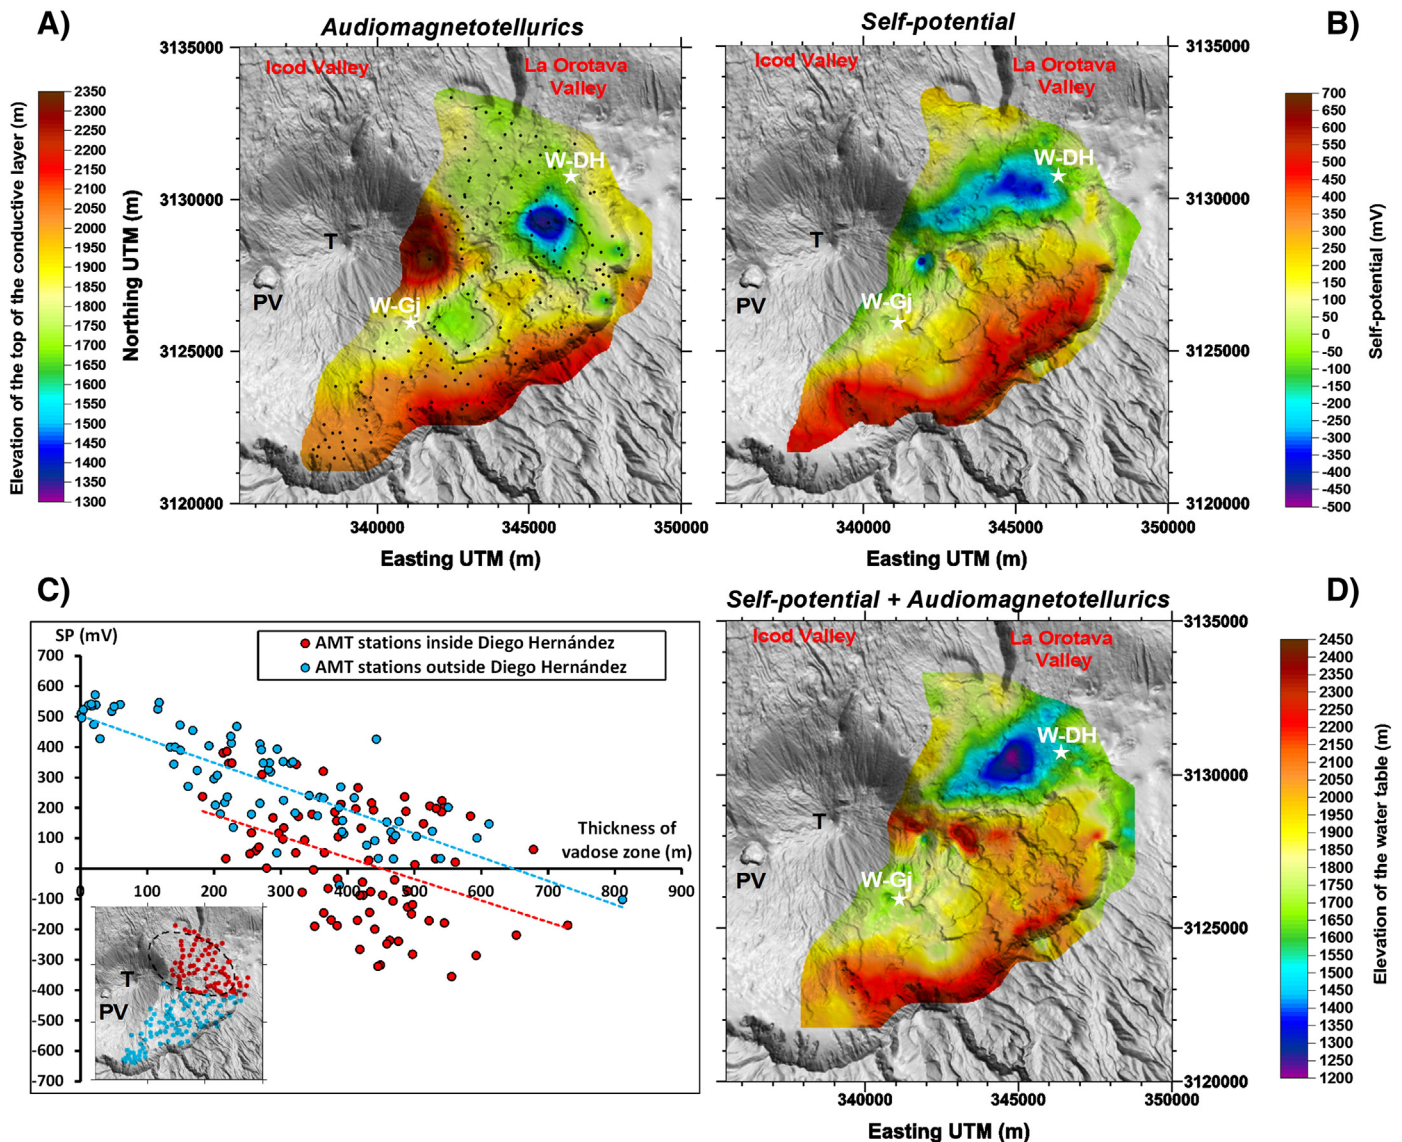 A)
Audiomagnetotellurics
Self-potential
B)
3135000
Icod Valley
La Orotava
Valley
Icod Valley
La Orotava
Valley
3135000
Elevation of the top of the conductive layer (m)
2350
2300
2250
2200
2150
2100
2050
2000
1950
1900
1850
1800
1750
1700
1650
1600
1550
1500
1450
1400
1350
1300
Northing UTM (m)
3130000
3125000
3120000
W-DH
T
PV
W-Gj
340000
345000
350000
Easting UTM (m)
W-DH
T
PV
W-Gj
3130000
3125000
3120000
340000
345000
350000
Easting UTM (m)
700
650
600
550
500
450
400
350
300
250
200
150
100
50
0
-50
-100
-150
-200
-250
-300
-350
-400
-450
-500
Self-potential (mV)
C)
SP (mV)
AMT stations inside Diego Hernández
AMT stations outside Diego Hernández
700
600
500
400
300
200
100
0
-100
-200
-300
-400
-500
-600
-700
Thickness of
vadose zone (m)
0
100
200
300
400
500
600
700
800
900
T
PV
Self-potential + Audiomagnetotellurics
D)
Icod Valley
La Orotava
Valley
3135000
W-DH
T
PV
W-Gj
3130000
3125000
3120000
340000
345000
350000
Easting UTM (m)
Elevation of the water table (m)
2450
2400
2350
2300
2250
2200
2150
2100
2050
2000
1950
1900
1850
1800
1750
1700
1650
1600
1550
1500
1450
1400
1350
1300
1250
1200